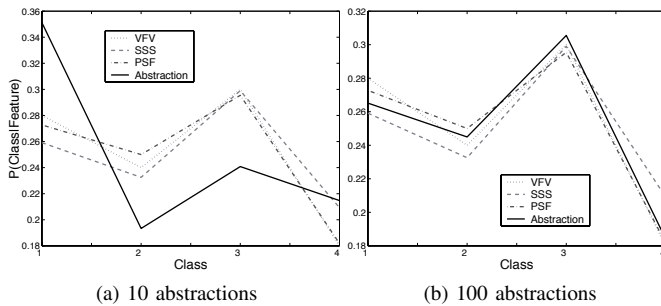 0.36
0.34
0.32
0.3
0.28
0.26
0.24
0.22
0.2
0.18
P(Class|Feature)
VFV
SSS
PSF
Abstraction
1
2
3
4
Class
(a) 10 abstractions
0.32
0.3
0.28
0.26
0.24
0.22
0.2
0.18
VFV
SSS
PSF
Abstraction
1
2
3
4
Class
(b) 100 abstractions